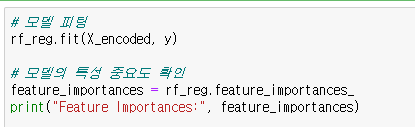 # 모델 피팅
rf_reg.fit(X_encoded, y)
# 모델의 특성 중요도 확인
feature_importances = rf_reg.feature_importances_
print("Feature Importances:", feature_importances)